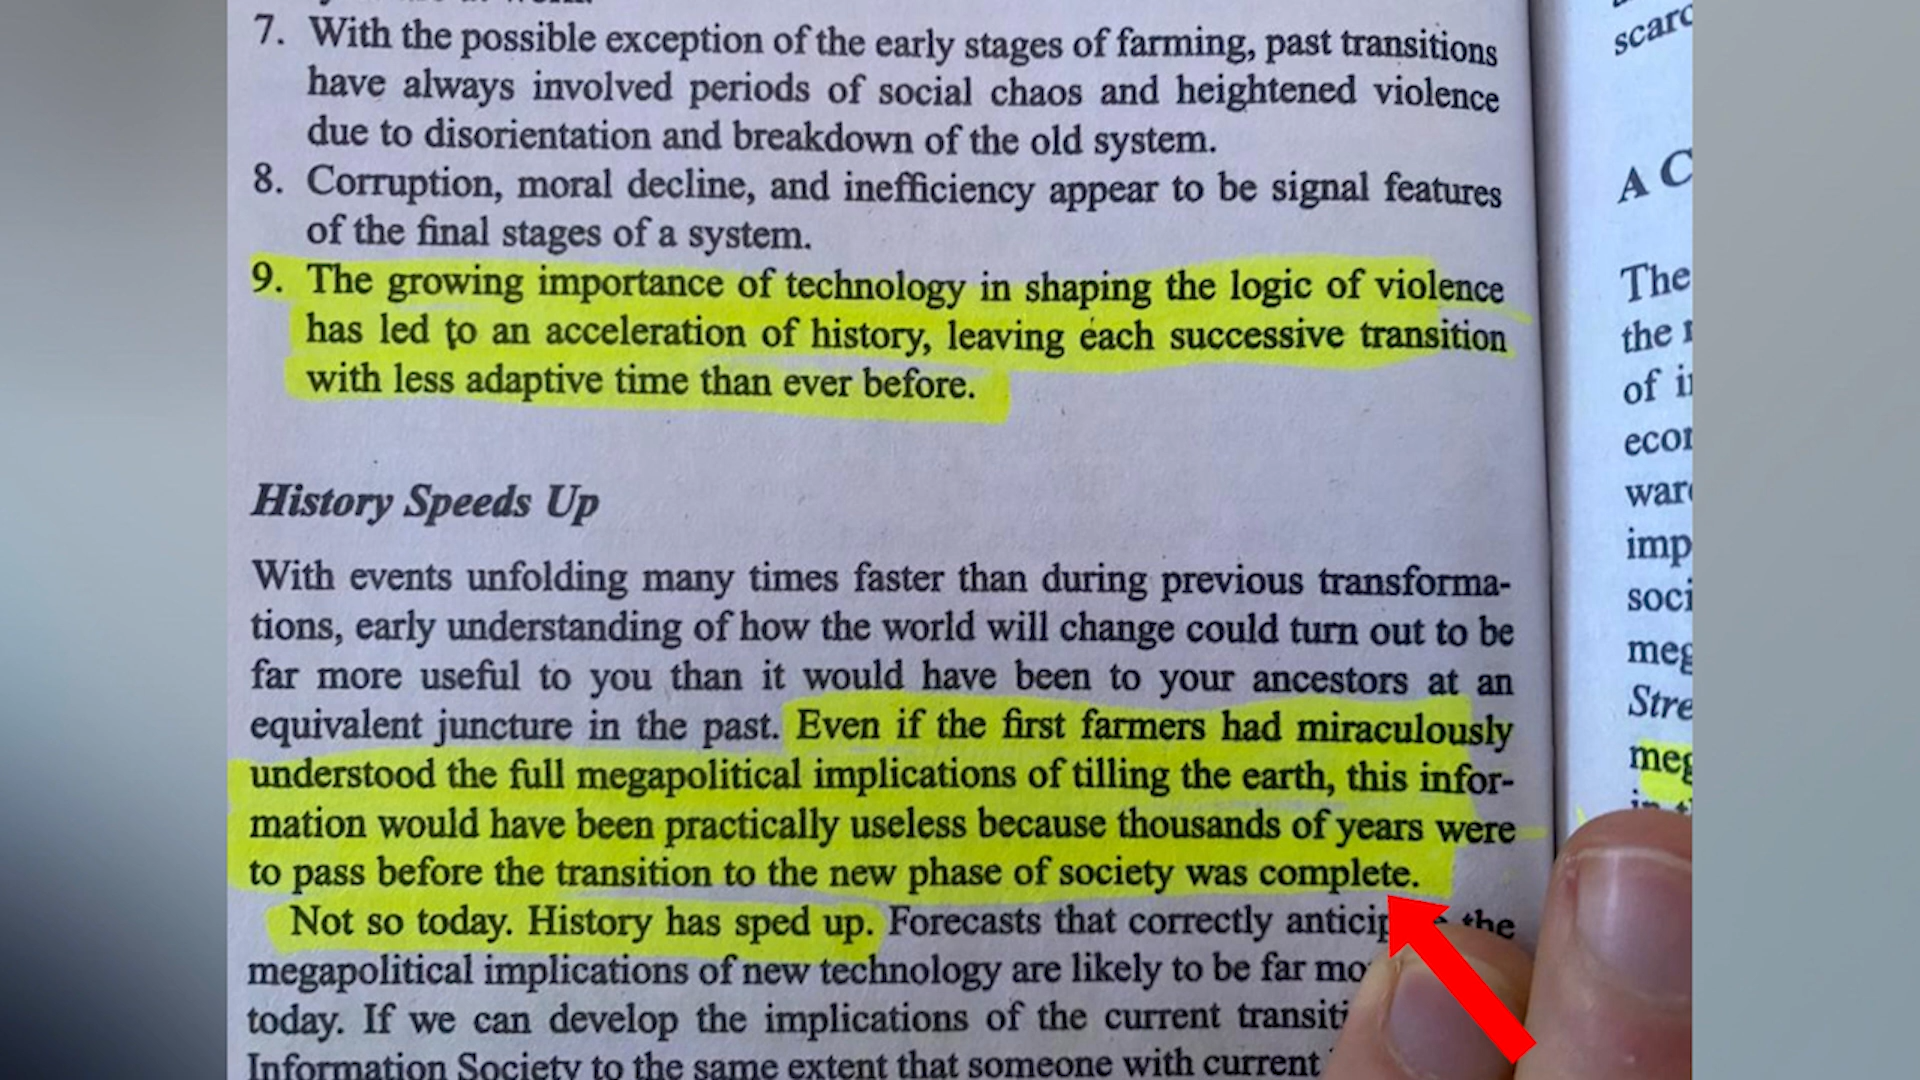 7. With the possible exception of the early stages of farming, past transitions
have always involved periods of social chaos and heightened violence
due to disorientation and breakdown of the old system.
8. Corruption, moral decline, and inefficiency appear to be signal features
of the final stages of a system.
9. The growing importance of technology in shaping the logic of violence
has led to an acceleration of history, leaving each successive transition
with less adaptive time than ever before.
History Speeds Up
With events unfolding many times faster than during previous transforma-
tions, early understanding of how the world will change could turn out to be
far more useful to you than it would have been to your ancestors at an
equivalent juncture in the past. Even if the first farmers had miraculously
understood the full megapolitical implications of tilling the earth, this infor-
mation would have been practically useless because thousands of years were
to pass before the transition to the new phase of society was complete.
Not so today. History has sped up. Forecasts that correctly the
megapolitical implications of new technology are likely to be far
today. If we can develop the implications of the current
Information Society to the same extent that someone with current
A
The
the
of